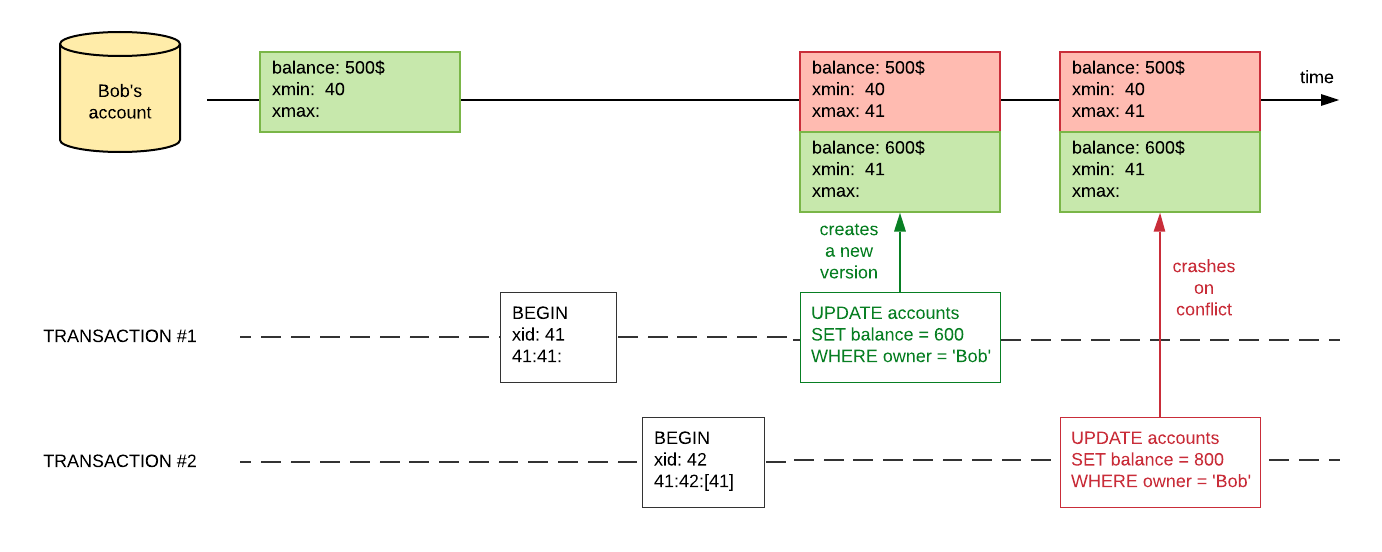 Bob's
account
balance: 500$
xmin: 40
xmax:
balance: 500$
xmin: 40
xmax: 41
balance: 600$
xmin: 41
xmax:
balance: 500$
xmin: 40
xmax: 41
balance: 600$
xmin: 41
xmax:
time
creates
a new
version
crashes
on
conflict
TRANSACTION #1
BEGIN
xid: 41
41:41:
UPDATE accounts
SET balance = 600
WHERE owner = 'Bob'
TRANSACTION #2
BEGIN
xid: 42
41:42:[41]
UPDATE accounts
SET balance = 800
WHERE owner = 'Bob'